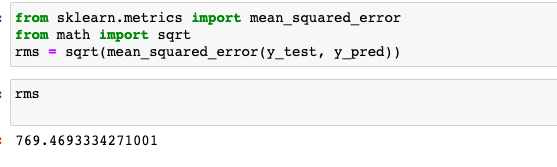 from sklearn.metrics import mean_squared_error
from math import sqrt
rms = sqrt(mean_squared_error(y_test, y_pred))
rms
769.4693334271001